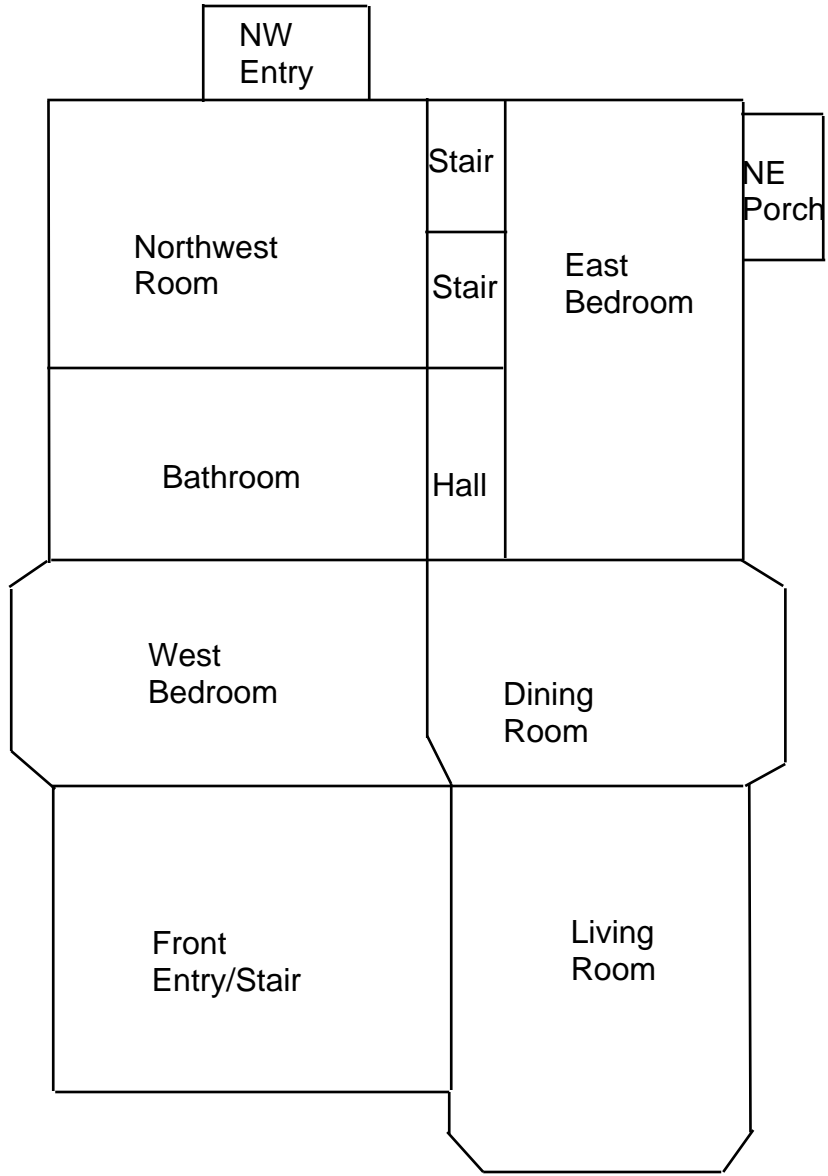 NW
Entry
Stair
NE
Porch
Northwest
Room
East
Bedroom
Stair
Bathroom
Hall
West
Bedroom
Dining
Room
Front
Entry/Stair
Living
Room